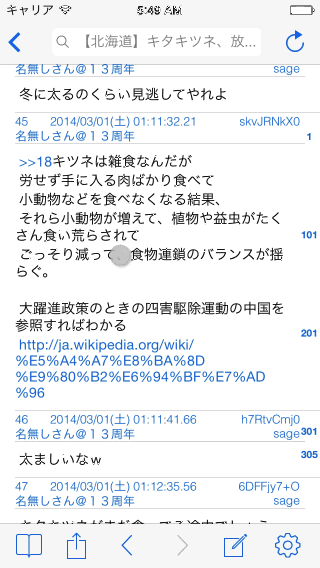 キャリア 5:49 AM
【北海道】キタキツネ、放...
名無しさん@１３周年 sage
冬に太るのくらい見逃してやれよ
45 2014/03/01(土) 01:11:32.21 skvJRNkX0
名無しさん@１３周年
1
>>18キツネは雑食なんだが
労せず手に入る肉ばかり食べて
小動物などを食べなくなる結果、
それら小動物が増えて、植物や益虫がたく
101
さん食い荒らされて
ごっそり減って、食物連鎖のバランスが揺
らぐ。
大躍進政策のときの四害駆除運動の中国を
参照すればわかる
201
http://ja.wikipedia.org/wiki/
%E5%A4%A7%E8%BA%8D
%E9%80%B2%E6%94%BF%E7%AD
%96
46 2014/03/01(土) 01:11:41.66 h7RtvCmj0
名無しさん@１３周年 sage
301
太ましいなw
305
47 2014/03/01(土) 01:12:35.56 6DFFjy7+O
名無しさん@１３周年 sage